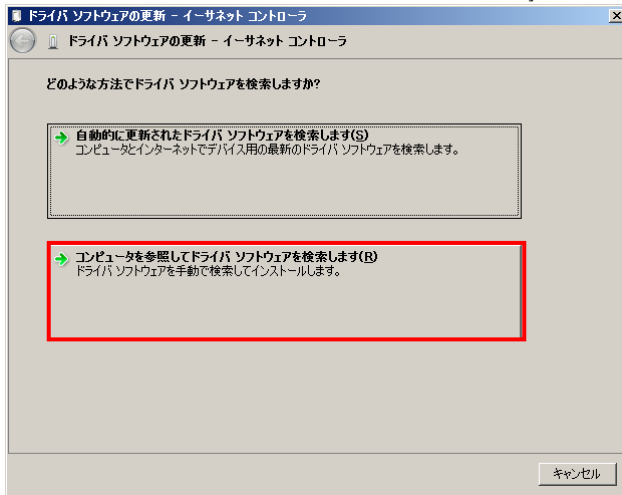 ドライバ ソフトウェアの更新 - イーサネット コントローラ
ドライバ ソフトウェアの更新 - イーサネット コントローラ
どのような方法でドライバ ソフトウェアを検索しますか?
自動的に更新されたドライバ ソフトウェアを検索します(S)
コンピュータとインターネットでデバイス用の最新のドライバ ソフトウェアを検索します。
コンピュータを参照してドライバ ソフトウェアを検索します(R)
ドライバ ソフトウェアを手動で検索してインストールします。
キャンセル